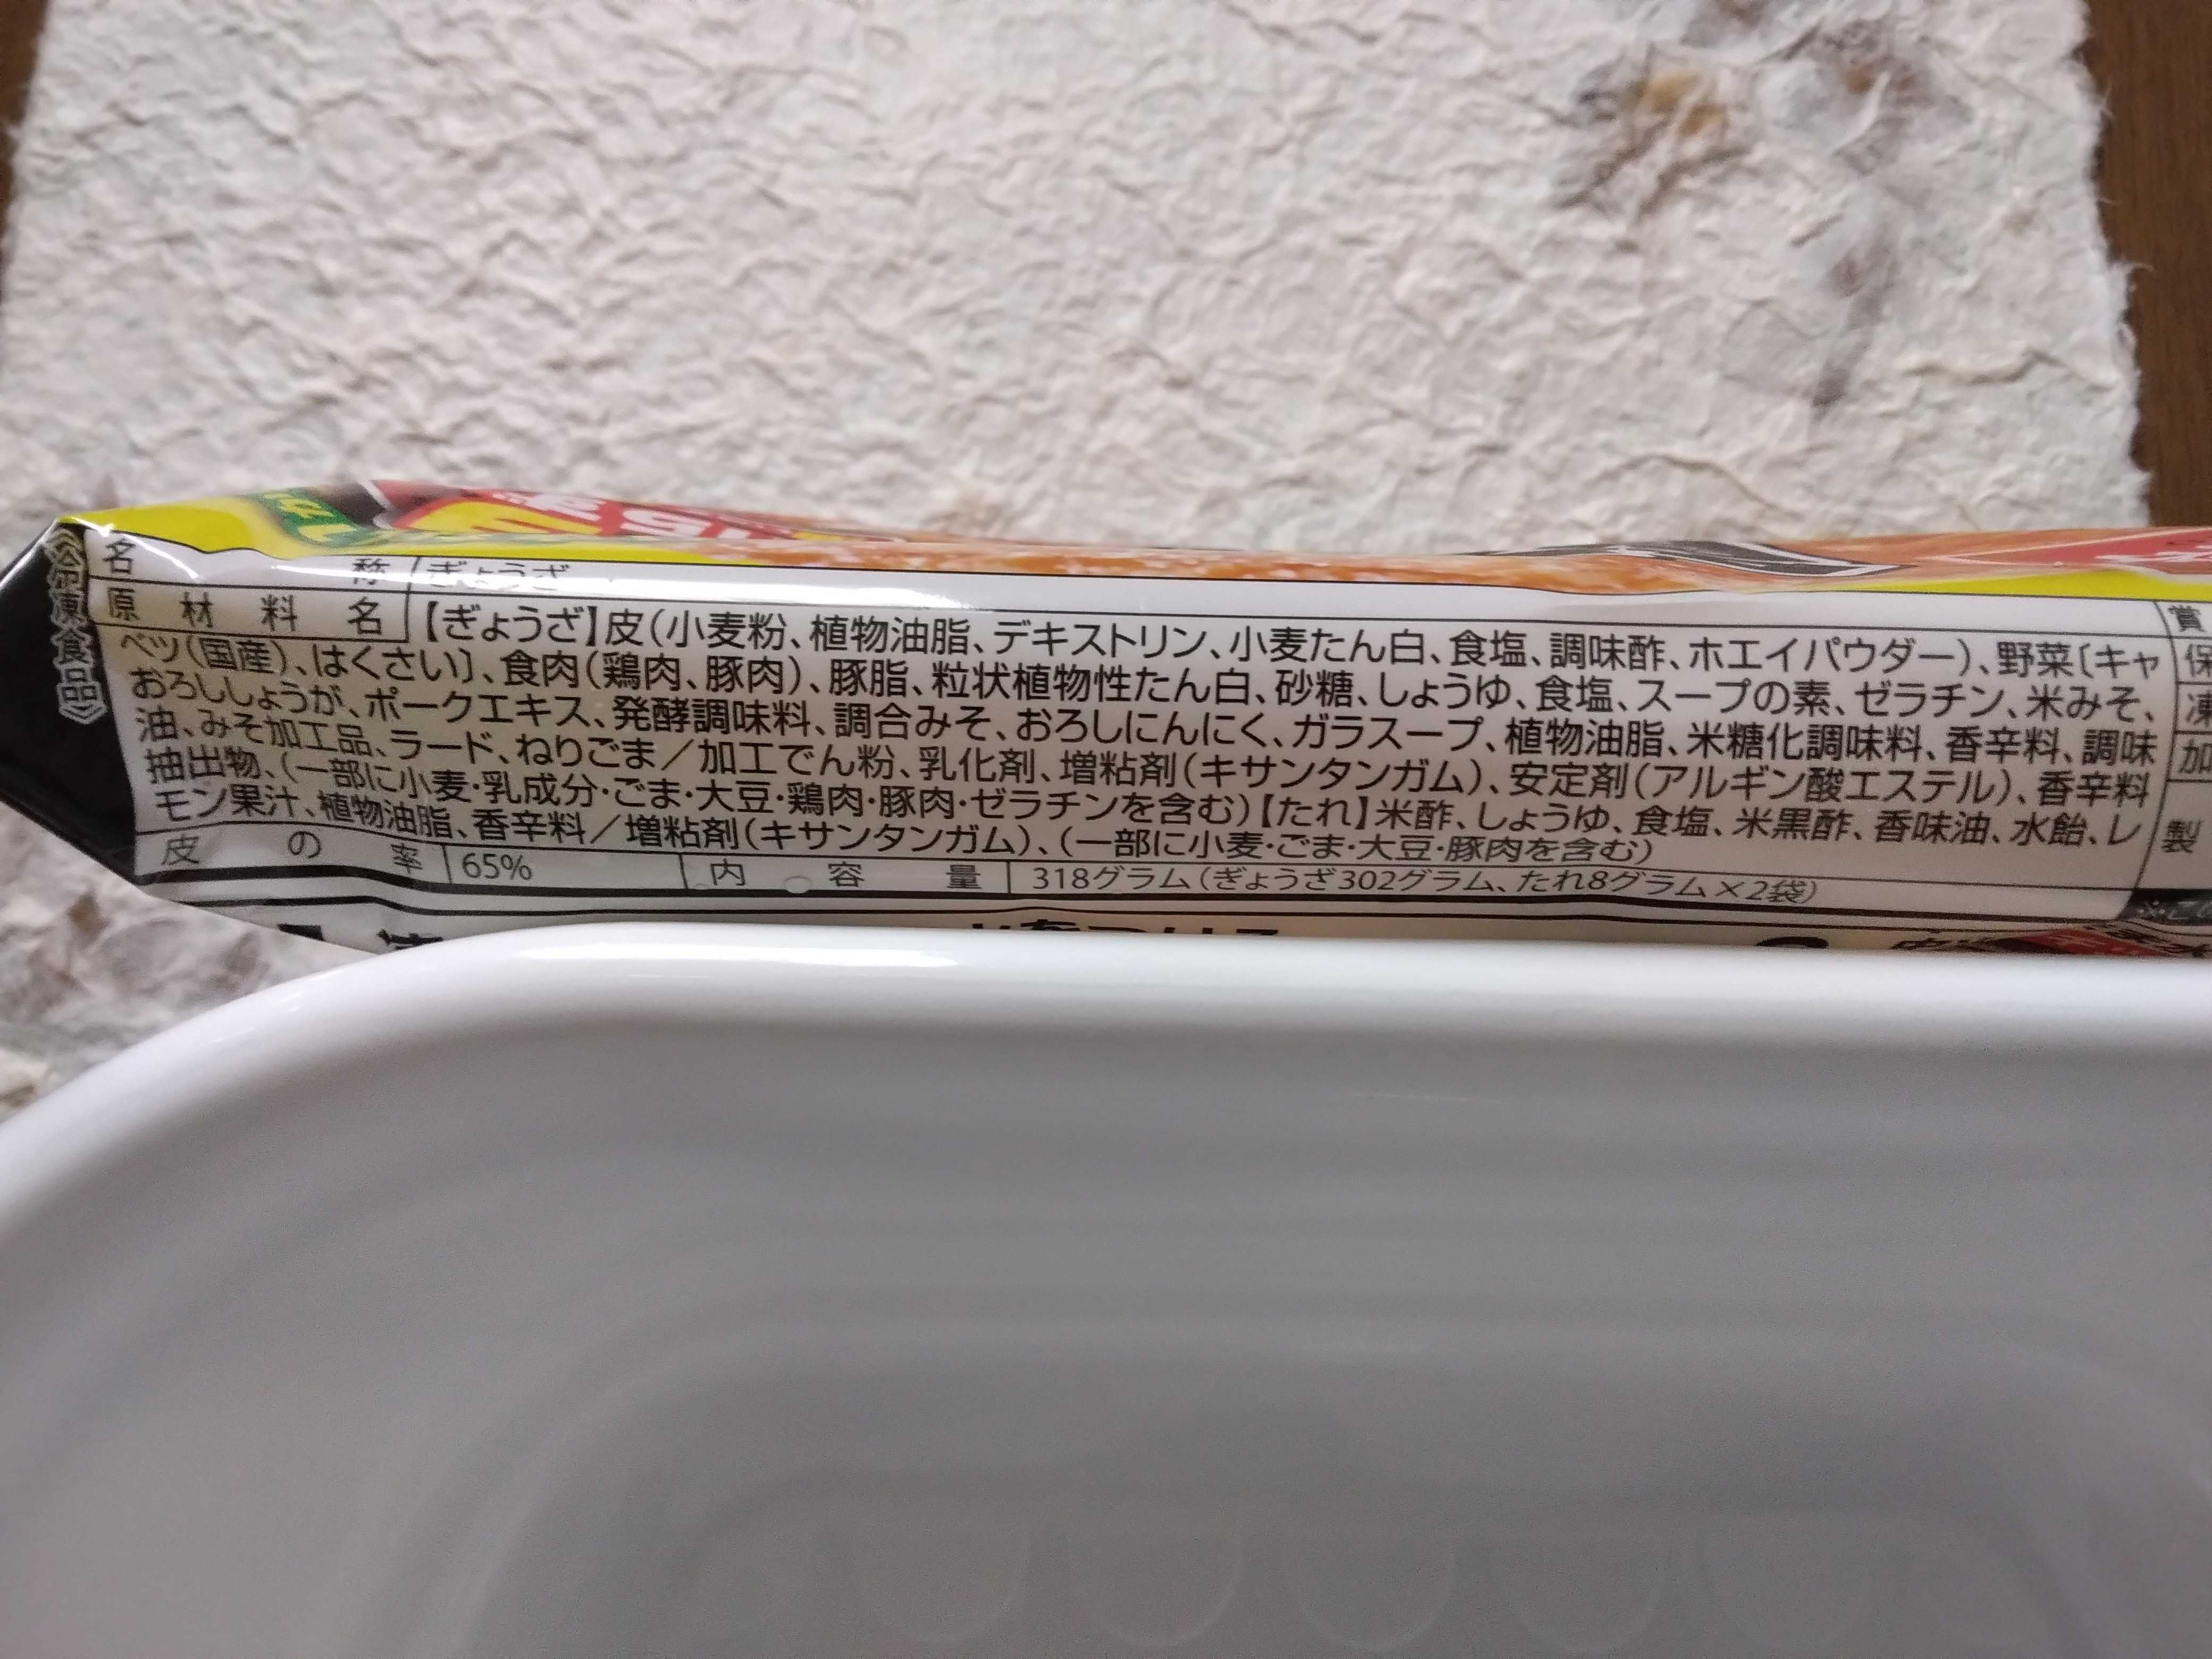 〈冷凍食品〉
名称 ぎょうざ
原材料名 【ぎょうざ】皮(小麦粉、植物油脂、デキストリン、小麦たん白、食塩、調味酢、ホエイパウダー)、野菜〔キャ
ベツ(国産)、はくさい〕、食肉(鶏肉、豚肉)、豚脂、粒状植物性たん白、砂糖、しょうゆ、食塩、スープの素、ゼラチン、米みそ、
おろししょうが、ポークエキス、発酵調味料、調合みそ、おろしにんにく、ガラスープ、植物油脂、米糖化調味料、香辛料、調味
油、みそ加工品、ラード、ねりごま/加工でん粉、乳化剤、増粘剤(キサンタンガム)、安定剤(アルギン酸エステル)、香辛料
抽出物、(一部に小麦・乳成分・ごま・大豆・鶏肉・豚肉・ゼラチンを含む)【たれ】米酢、しょうゆ、食塩、米黒酢、香味油、水飴、レ
モン果汁、植物油脂、香辛料/増粘剤(キサンタンガム)、(一部に小麦・ごま・大豆・豚肉を含む)
皮の率 65% 内容量 318グラム(ぎょうざ302グラム、たれ8グラム×2袋)
賞
保
凍
加
製